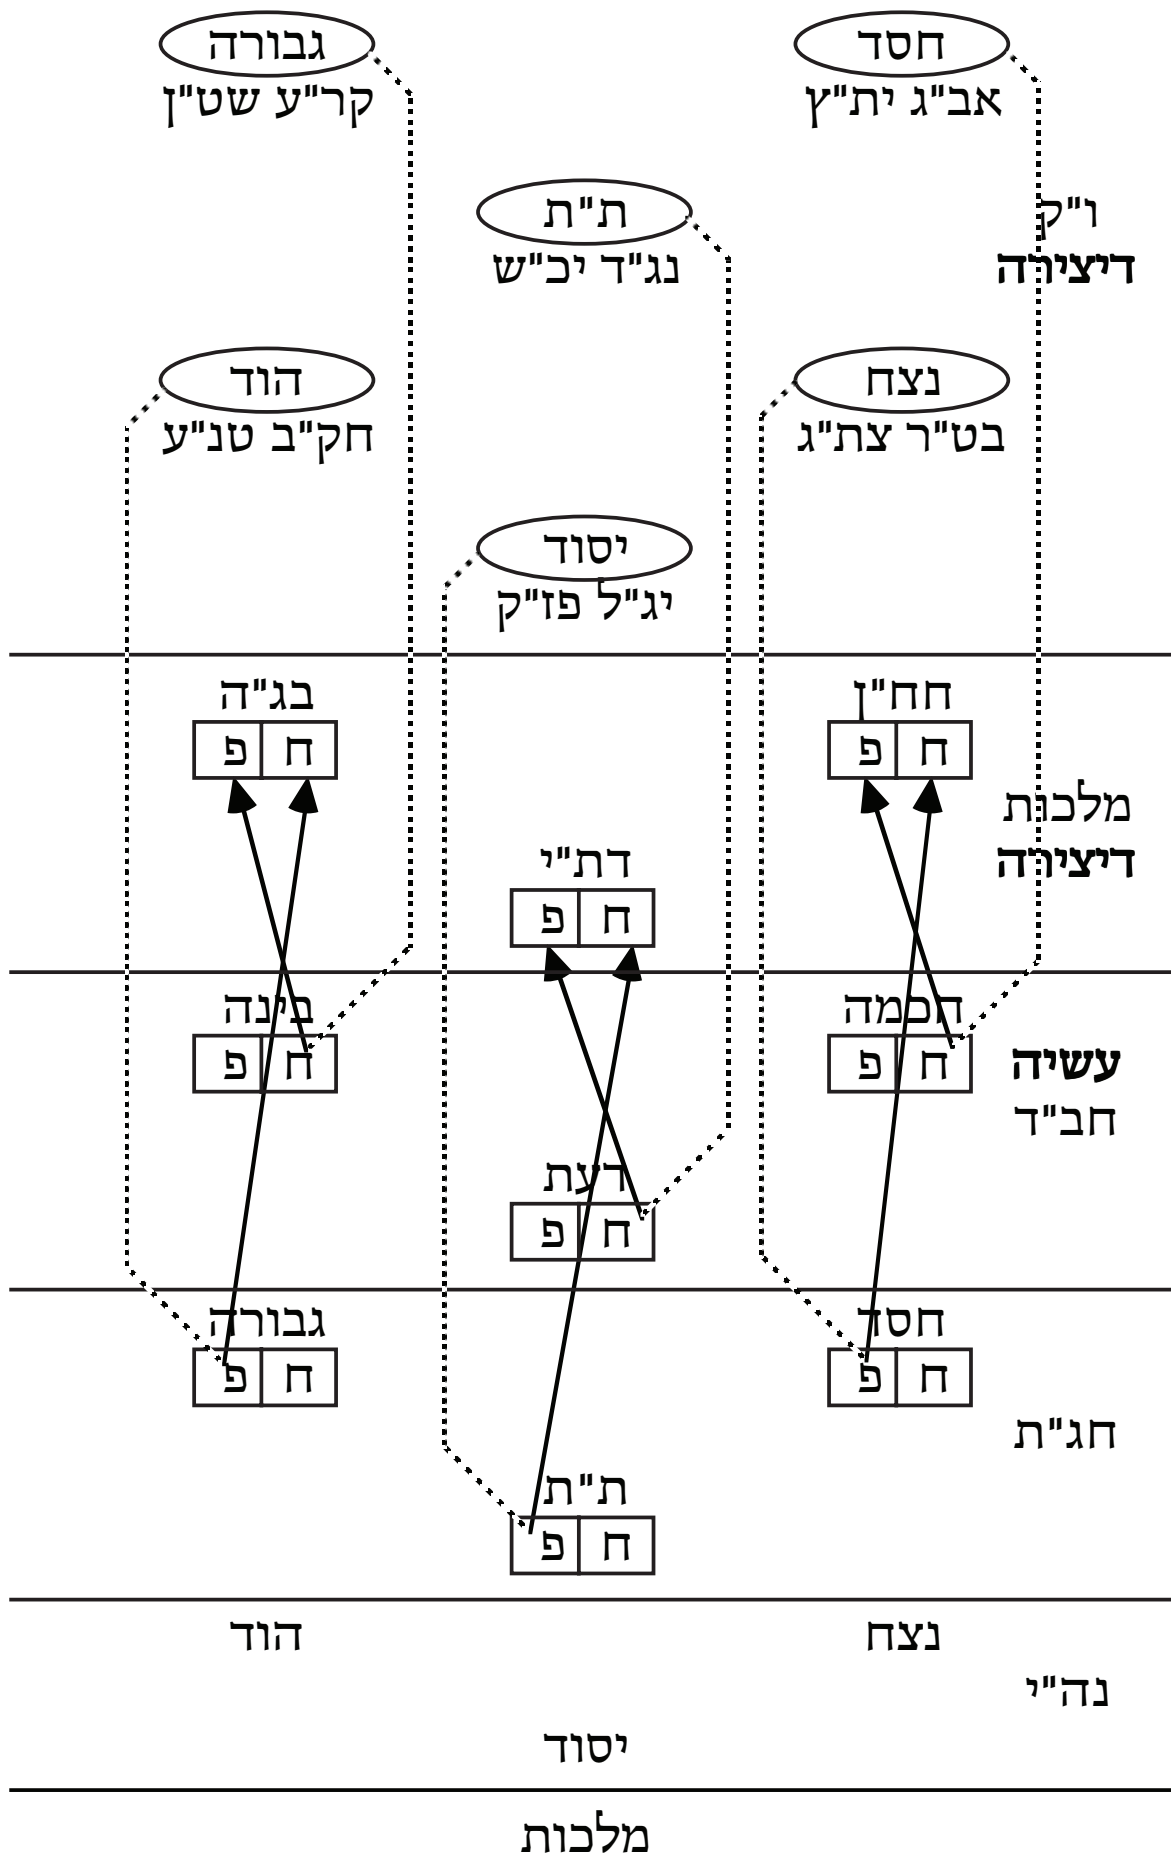 חסד
גבורה
אב"ג ית"ץ
קר"ע שט"ן
ו"ק
ת"ת
דיצירה
נג"ד יכ"ש
נצח
הוד
בט"ר צת"ג
חק"ב טנ"ע
יסוד
יג"ל פז"ק
חח"ן
בג"ה
ח פ
ח פ
מלכות
דיצירה
דת"י
ח פ
חכמה
בינה
עשיה
ח פ
ח פ
חב"ד
דעת
ח פ
חסד
גבורה
ח פ
ח פ
חג"ת
ת"ת
ח פ
נצח
הוד
נה"י
יסוד
מלכות